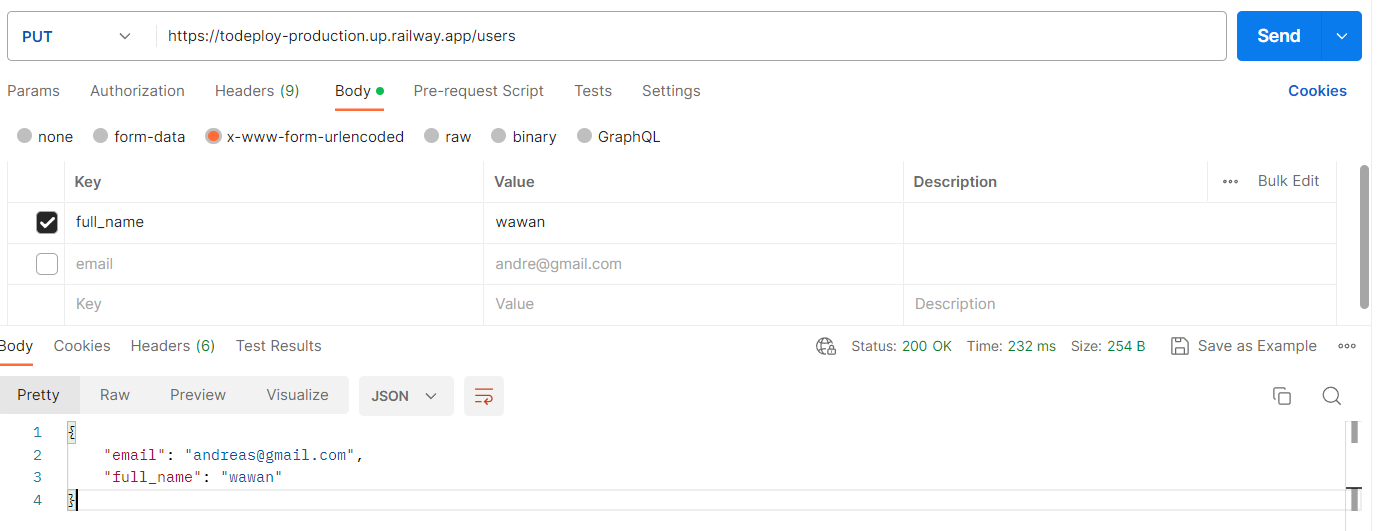 PUT https://todeploy-production.up.railway.app/users Send
Params Authorization Headers (9) Body Pre-request Script Tests Settings Cookies
none form-data x-www-form-urlencoded raw binary GraphQL
Key Value Description Bulk Edit
full_name wawan
email andre@gmail.com
Key Value Description
Body Cookies Headers (6) Test Results Status: 200 OK Time: 232 ms Size: 254 B Save as Example
Pretty Raw Preview Visualize JSON
1 {
2 "email": "andreas@gmail.com",
3 "full_name": "wawan"
4 }